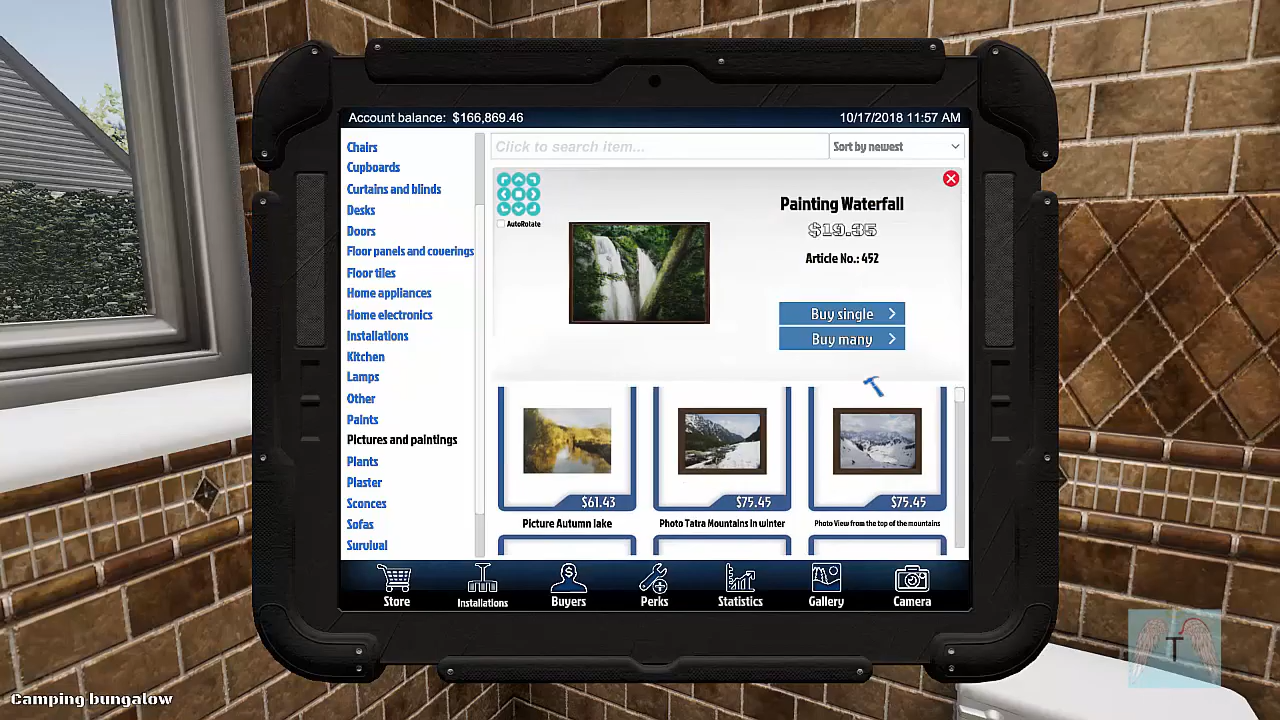 Account balance: $166,869.46
10/17/2018 11:57 AM
Chairs
Cupboards
Curtains and blinds
Desks
Doors
Floor panels and coverings
Floor tiles
Home appliances
Home electronics
Installations
Kitchen
Lamps
Other
Paints
Pictures and paintings
Plants
Plaster
Sconces
Sofas
Survival
Click to search item...
Sort by newest
AutoRotate
Painting Waterfall
$19.35
Article No.: 452
Buy single
Buy many
$61.43
$75.45
$75.45
Picture Autumn lake
Photo Tatra Mountains in winter
Photo View from the top of the mountains
Store
Installations
Buyers
Perks
Statistics
Gallery
Camera
T
Camping bungalow